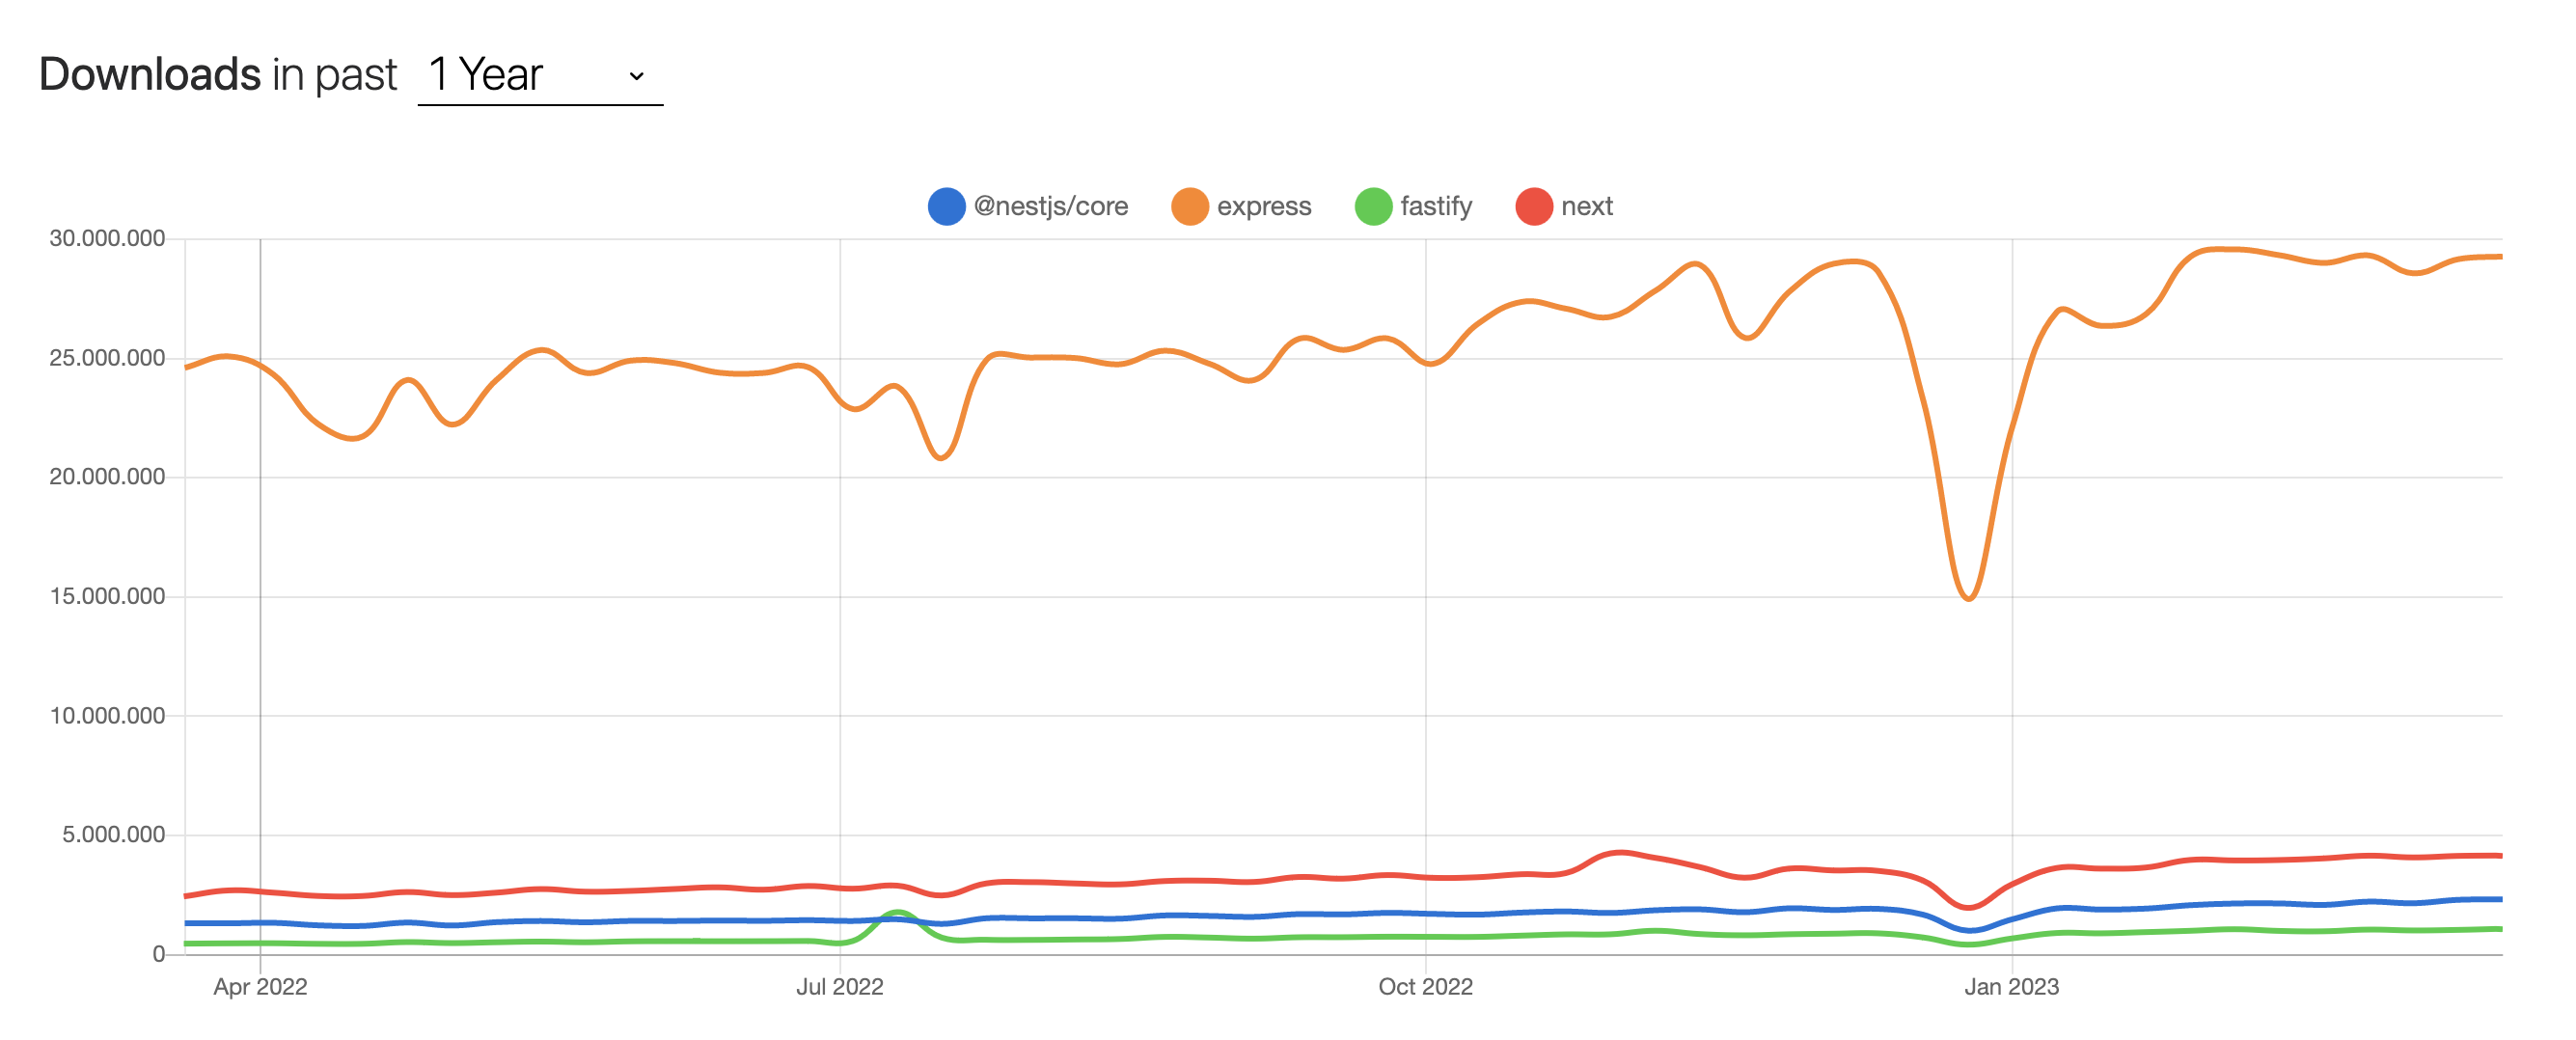 Downloads in past 1 Year
@nestjs/core express fastify next
30.000.000
25.000.000
20.000.000
15.000.000
10.000.000
5.000.000
0
Apr 2022 Jul 2022 Oct 2022 Jan 2023